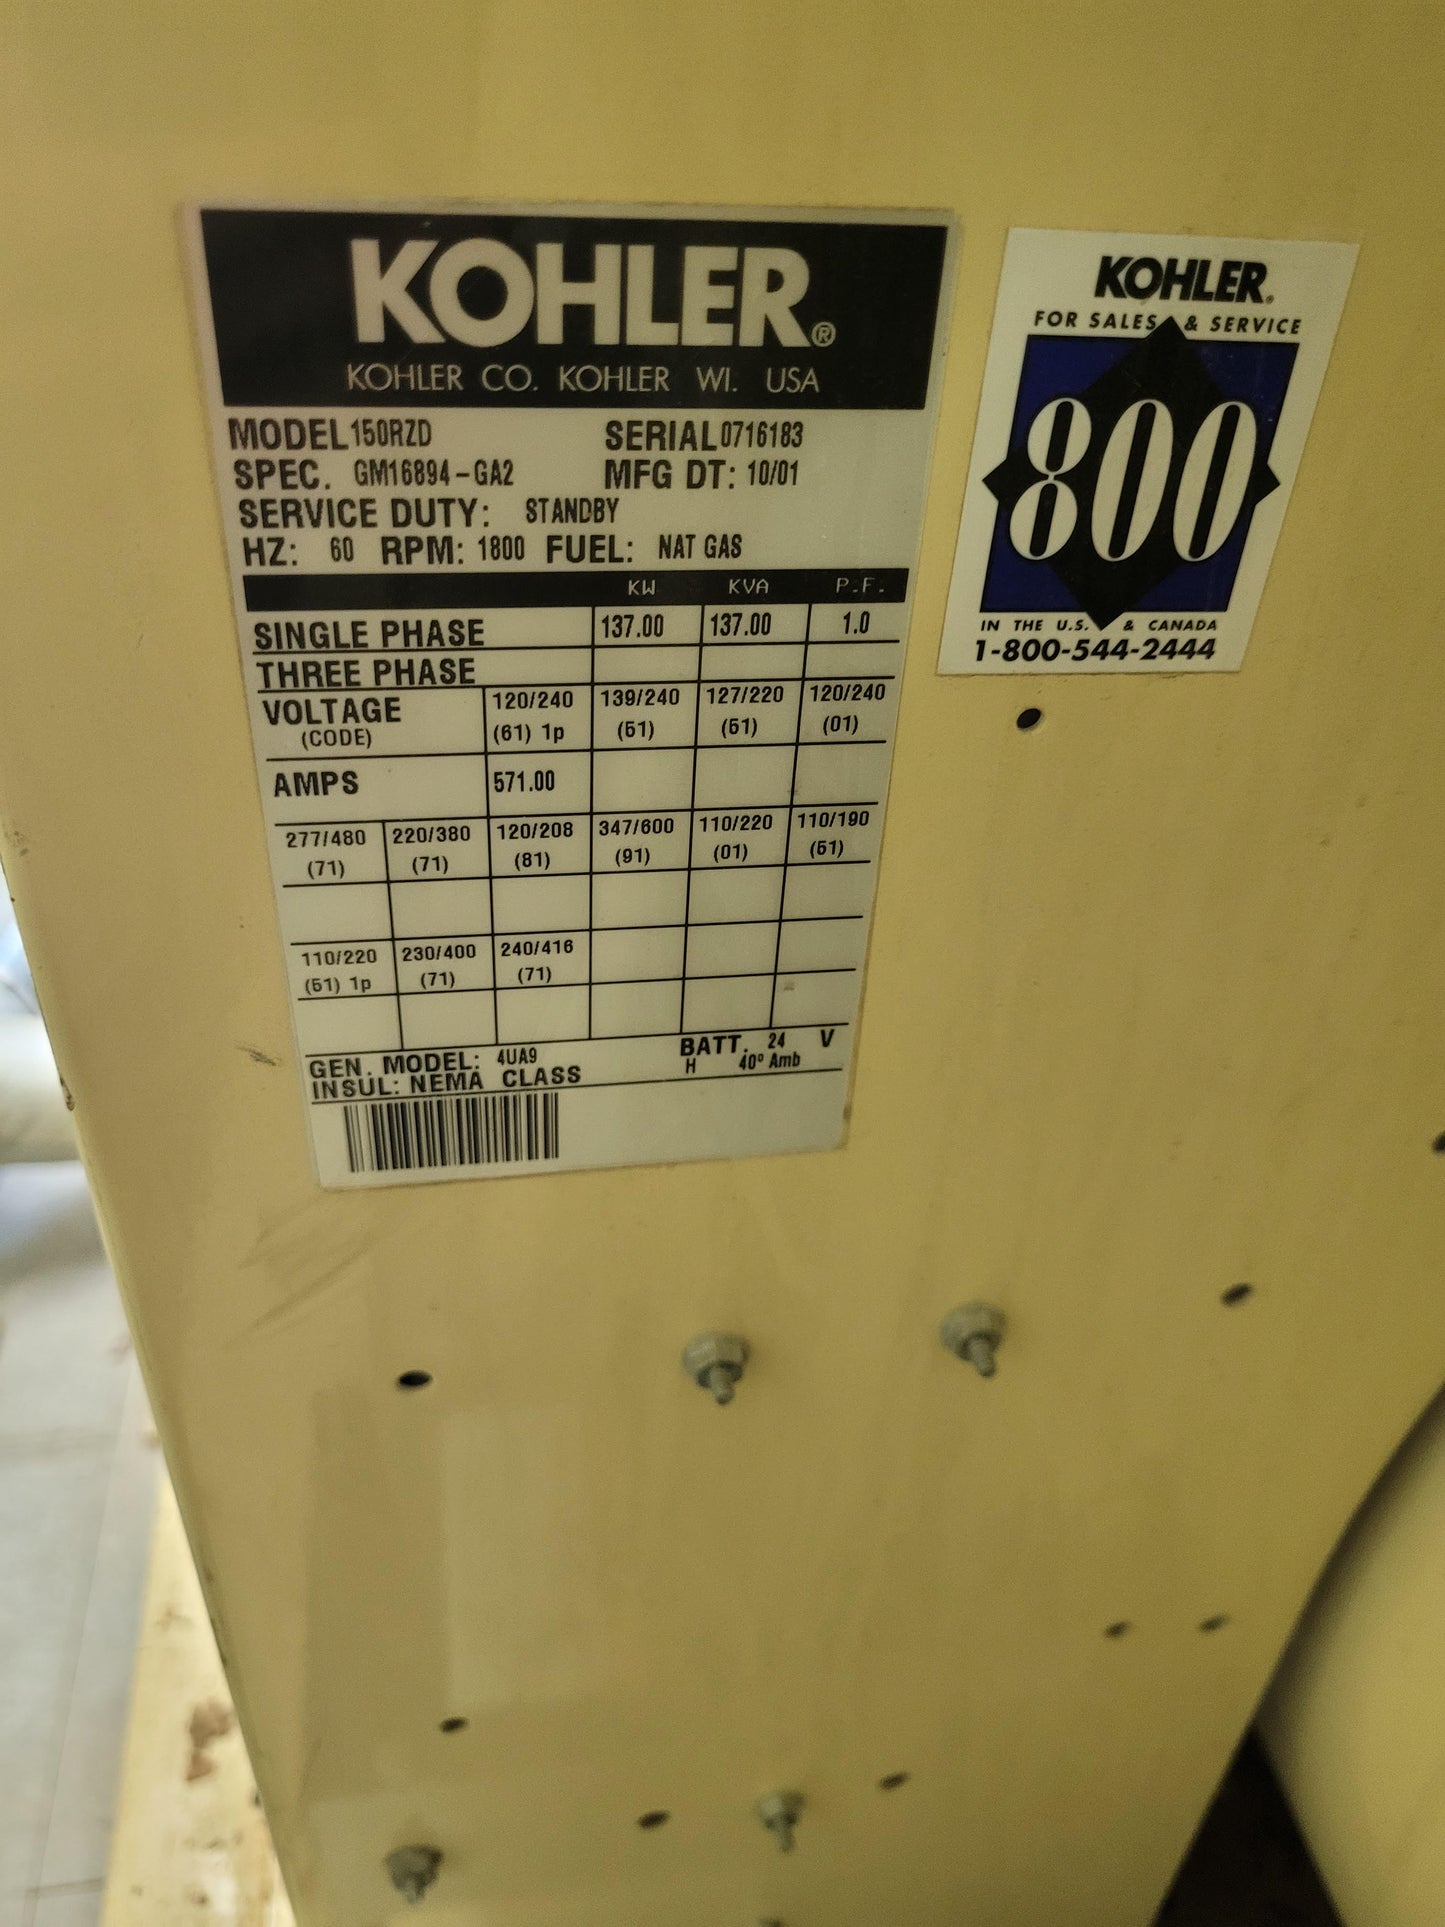 KOHLER®
KOHLER CO. KOHLER WI. USA
MODEL 150RZD SERIAL 0716183
SPEC. GM16894-GA2 MFG DT: 10/01
SERVICE DUTY: STANDBY
HZ: 60 RPM: 1800 FUEL: NAT GAS
KW KVA P.F.
SINGLE PHASE 137.00 137.00 1.0
THREE PHASE
VOLTAGE 120/240 139/240 127/220 120/240
(CODE) (61) 1p (51) (51) (01)
AMPS 571.00
277/480 220/380 120/208 347/600 110/220 110/190
(71) (71) (81) (91) (01) (51)
110/220 230/400 240/416
(51) 1p (71) (71)
GEN. MODEL: 4UA9 BATT. 24 V
INSUL: NEMA CLASS H 40º Amb
KOHLER®
FOR SALES & SERVICE
800
IN THE U.S. & CANADA
1-800-544-2444